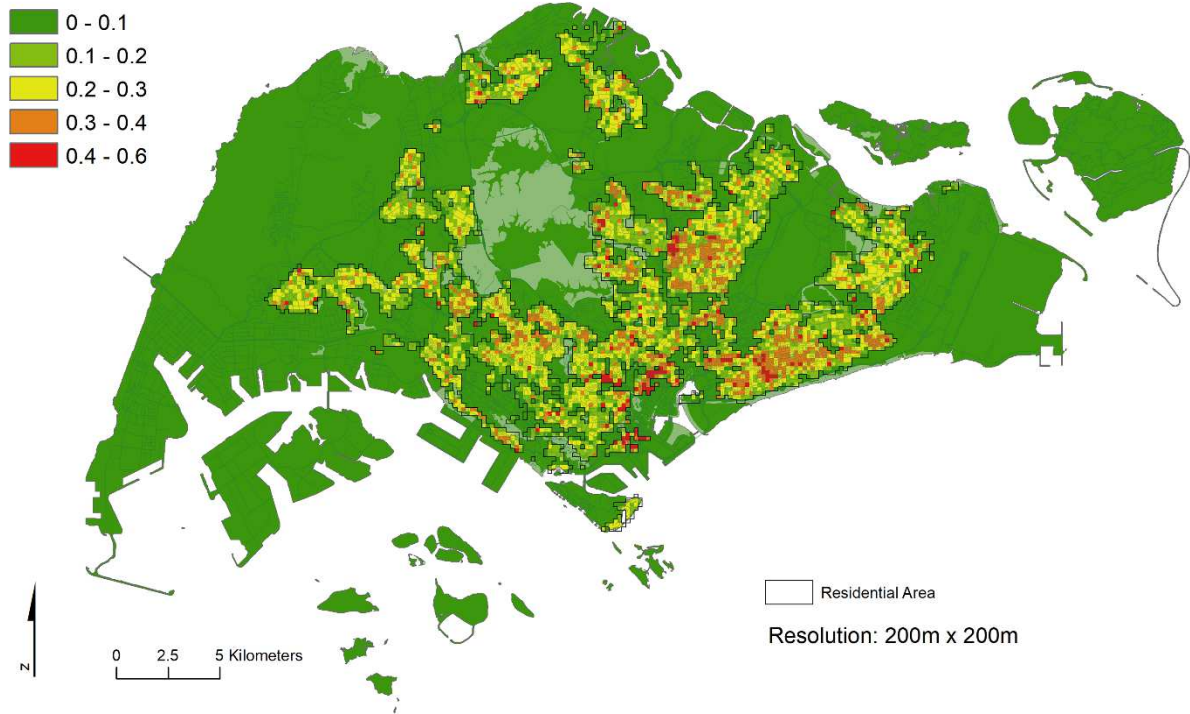 0 - 0.1
0.1 - 0.2
0.2 - 0.3
0.3 - 0.4
0.4 - 0.6
Residential Area
Resolution: 200m x 200m
0 2.5 5 Kilometers
N